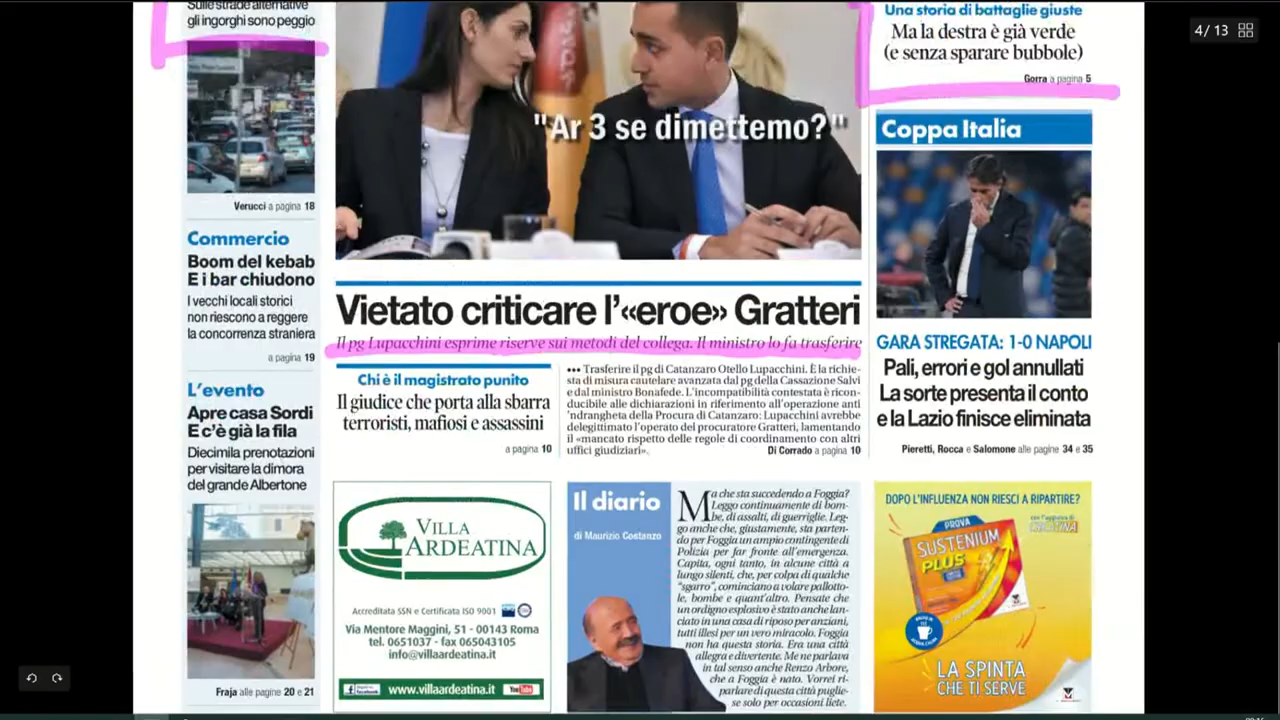 Sulle strade alternative
gli ingorghi sono peggio
Verucci a pagina 18
Commercio
Boom del kebab
E i bar chiudono
I vecchi locali storici
non riescono a reggere
la concorrenza straniera
a pagina 19
L'evento
Apre casa Sordi
E c'è già la fila
Diecimila prenotazioni
per visitare la dimora
del grande Albertone
Fraja alle pagine 20 e 21
"Ar 3 se dimettemo?"
Vietato criticare l'«eroe» Gratteri
Il pg Lupacchini esprime riserve sui metodi del collega. Il ministro lo fa trasferire
Chi è il magistrato punito
Il giudice che porta alla sbarra
terroristi, mafiosi e assassini
a pagina 10
••• Trasferire il pg di Catanzaro Otello Lupacchini. È la richie-
sta di misura cautelare avanzata dal pg della Cassazione Salvi
e dal ministro Bonafede. L'incompatibilità contestata è ricon-
ducibile alle dichiarazioni in riferimento all'operazione anti
'ndrangheta della Procura di Catanzaro: Lupacchini avrebbe
delegittimato l'operato del procuratore Gratteri, lamentando
il «mancato rispetto delle regole di coordinamento con altri
uffici giudiziari».
Di Corrado a pagina 10
VILLA
ARDEATINA
Accreditata SSN e Certificata ISO 9001
Via Mentore Maggini, 51 - 00143 Roma
tel. 0651037 - fax 065043105
info@villaardeatina.it
www.villaardeatina.it
You Tube
Il diario
di Maurizio Costanzo
Ma che sta succedendo a Foggia?
Leggo continuamente di bom-
be, di assalti, di guerriglie. Leg-
go anche che, giustamente, sta parten-
do per Foggia un ampio contingente di
Polizia per far fronte all'emergenza.
Capita, ogni tanto, in alcune città a
lungo silenti, che, per colpa di qualche
"sgarro", cominciano a volare pallotto-
le, bombe e quant'altro. Pensate che
un ordigno esplosivo è stato anche lan-
ciato in una casa di riposo per anziani,
tutti illesi per un vero miracolo. Foggia
non ha questa storia. Era una città
allegra e divertente. Me ne parlava
in tal senso anche Renzo Arbore,
che a Foggia è nato. Vorrei ri-
parlare di questa città puglie-
se solo per occasioni liete.
Una storia di battaglie giuste
Ma la destra è già verde
(e senza sparare bubbole)
Gorra a pagina 5
Coppa Italia
GARA STREGATA: 1-0 NAPOLI
Pali, errori e gol annullati
La sorte presenta il conto
e la Lazio finisce eliminata
Pieretti, Rocca e Salomone alle pagine 34 e 35
DOPO L'INFLUENZA NON RIESCI A RIPARTIRE?
PROVA
SUSTENIUM
PLUS
LA SPINTA
CHE TI SERVE
4/ 13